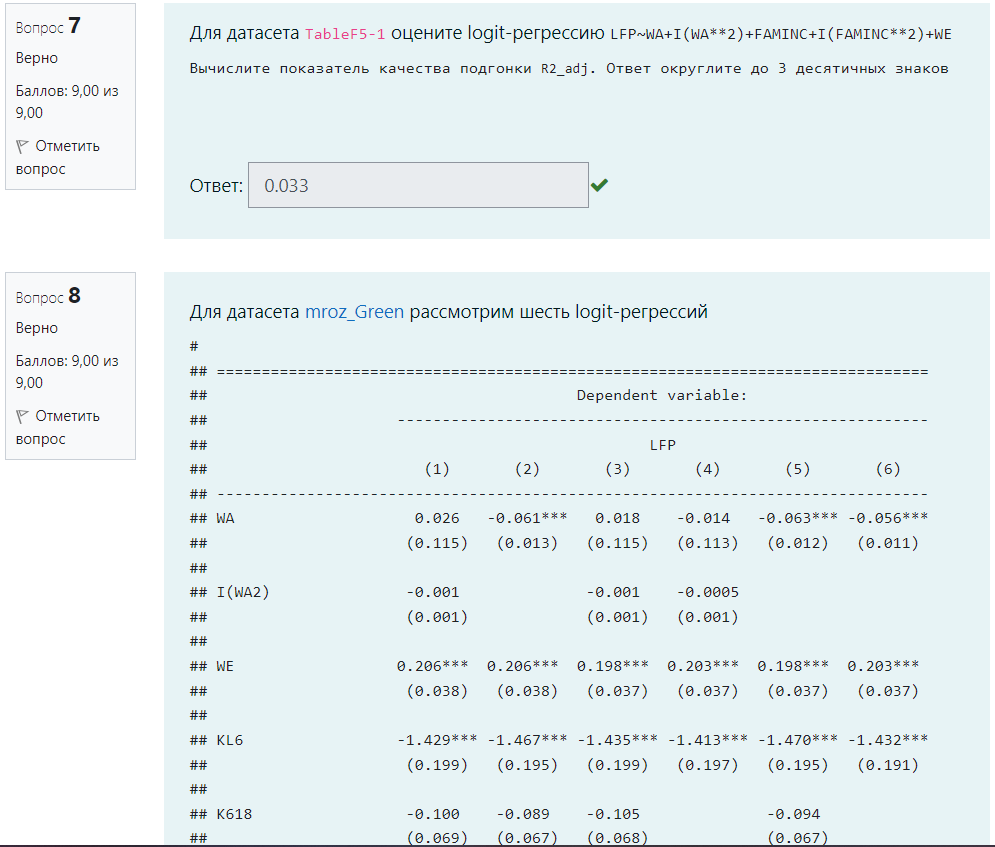 Вопрос 7
Верно
Баллов: 9,00 из
9,00
Отметить
вопрос
Для датасета TableF5-1 оцените logit-регрессию LFP~WA+I(WA**2)+FAMINC+I(FAMINC**2)+WE
Вычислите показатель качества подгонки R2_adj. Ответ округлите до 3 десятичных знаков
Ответ: 0.033
Вопрос 8
Верно
Баллов: 9,00 из
9,00
Отметить
вопрос
Для датасета mroz_Green рассмотрим шесть logit-регрессий
#
## ===============================================================================
## Dependent variable:
## -----------------------------------------------------------
## LFP
## (1) (2) (3) (4) (5) (6)
## -------------------------------------------------------------------------------
## WA 0.026 -0.061*** 0.018 -0.014 -0.063*** -0.056***
## (0.115) (0.013) (0.115) (0.113) (0.012) (0.011)
##
## I(WA2) -0.001 -0.001 -0.0005
## (0.001) (0.001) (0.001)
##
## WE 0.206*** 0.206*** 0.198*** 0.203*** 0.198*** 0.203***
## (0.038) (0.038) (0.037) (0.037) (0.037) (0.037)
##
## KL6 -1.429*** -1.467*** -1.435*** -1.413*** -1.470*** -1.432***
## (0.199) (0.195) (0.199) (0.197) (0.195) (0.191)
##
## K618 -0.100 -0.089 -0.105 -0.094
## (0.069) (0.067) (0.068) (0.067)